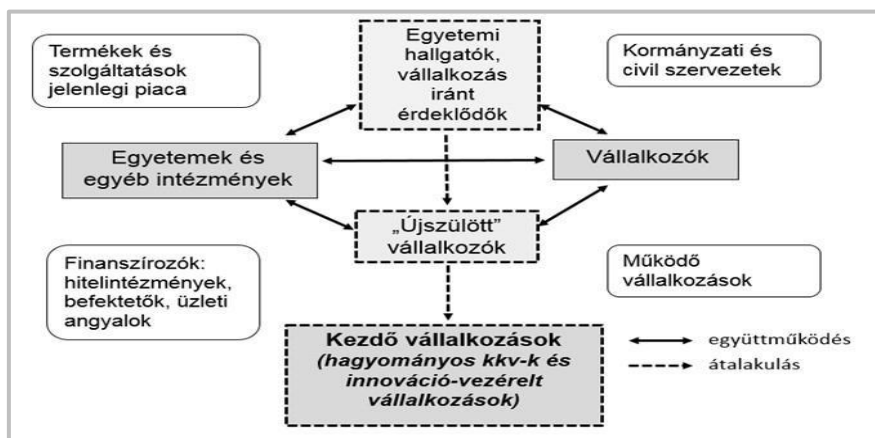 Termékek és
szolgáltatások
jelenlegi piaca
Egyetemi
hallgatók,
vállalkozás
iránt
érdeklődők
Kormányzati és
civil szervezetek
Egyetemek és
egyéb intézmények
Vállalkozók
„Újszülött”
vállalkozók
Finanszírozók:
hitelintézmények,
befektetők, üzleti
angyalok
Működő
vállalkozások
Kezdő vállalkozások
(hagyományos kkv-k és
innováció-vezérelt
vállalkozások)
együttműködés
átalakulás